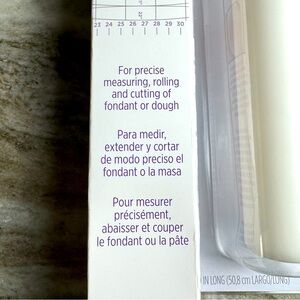 23 24 25 26 27 28 29 30
For precise
measuring, rolling
and cutting of
fondant or dough
Para medir,
extender y cortar
de modo preciso el
fondant o la masa
Pour mesurer
précisément,
abaisser et couper
le fondant ou la pâte
IN LONG (50,8 cm LARGO/LONG)